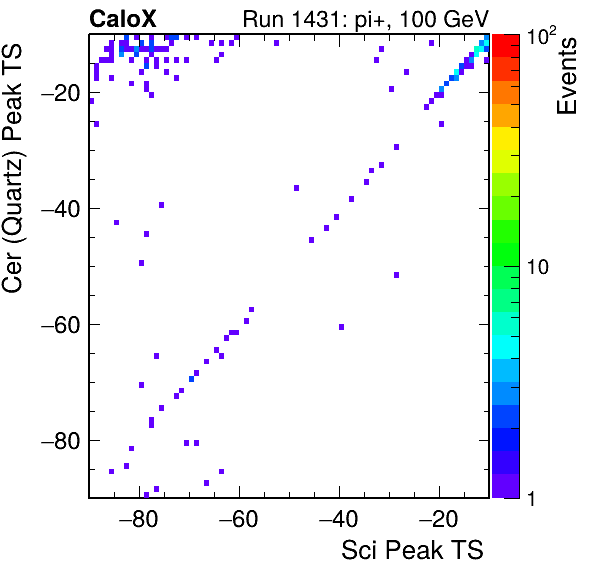 CaloX Run 1431: pi+, 100 GeV
Cer (Quartz) Peak TS
−20
−40
−60
−80
−80 −60 −40 −20
Sci Peak TS
10²
10
1
Events